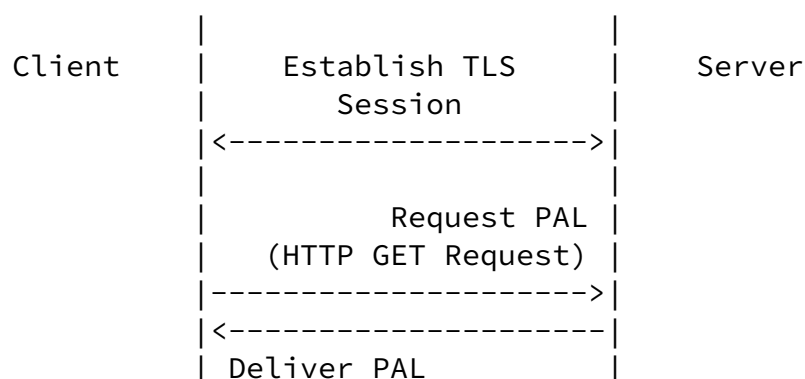 |                    |
Client       |    Establish TLS   |    Server
             |       Session      |
             |<------------------>|
             |                    |
             |         Request PAL
             |   (HTTP GET Request)
             |------------------->|
             |<-------------------|
             | Deliver PAL        |